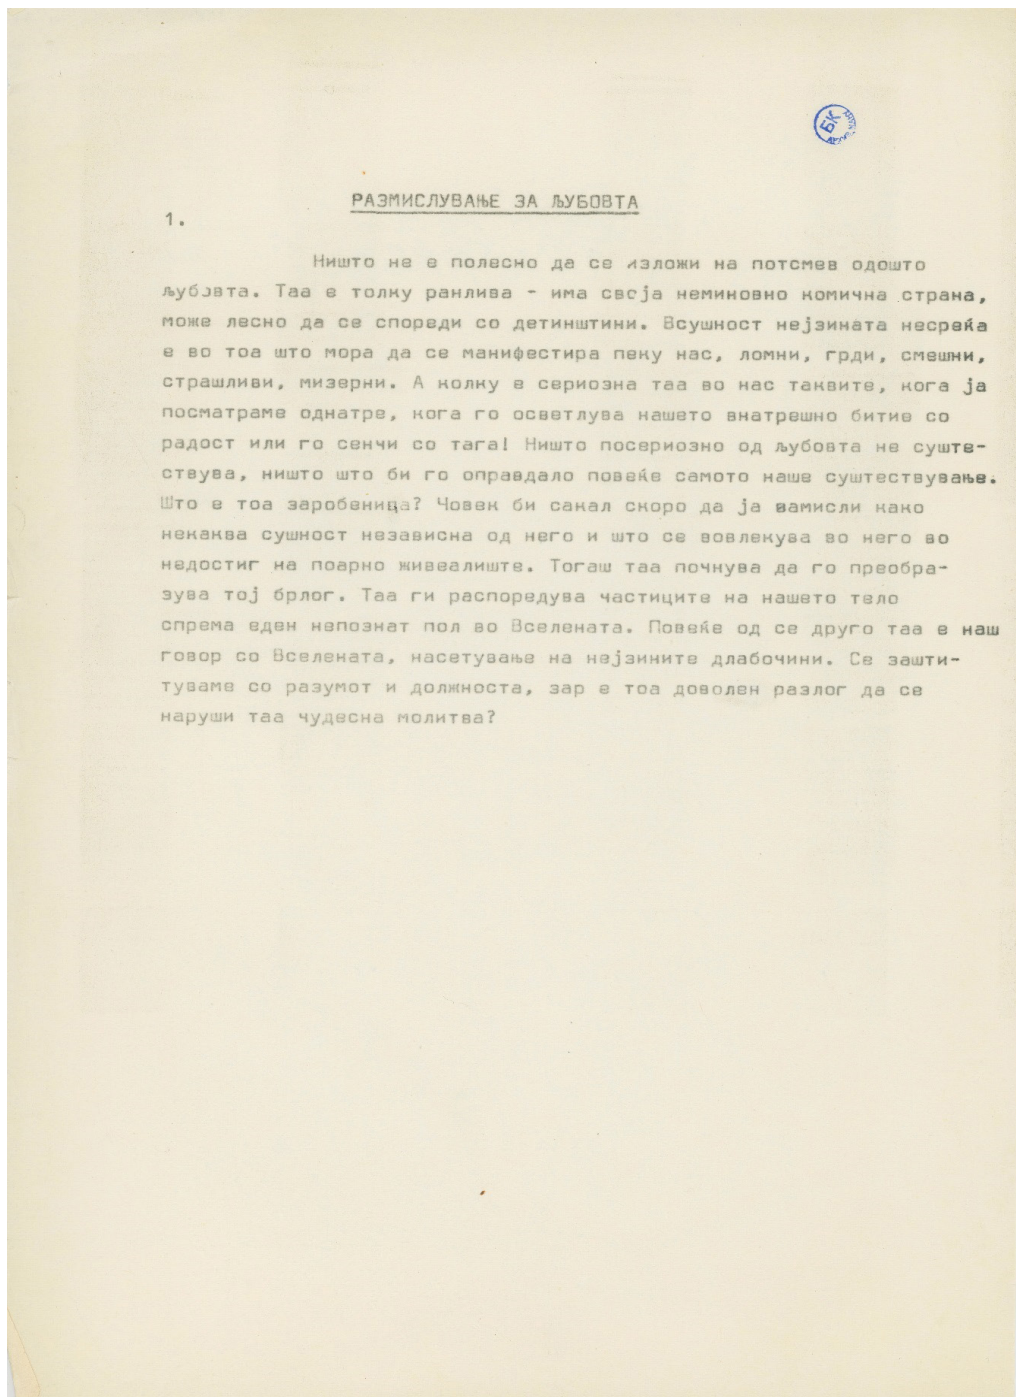 БК
РАЗМИСЛУВАЊЕ ЗА ЉУБОВТА
1.
Ништо не е полесно да се изложи на потсмев одошто
љубовта. Таа е толку ранлива - има своја неминовно комична страна,
може лесно да се спореди со детинштини. Всушност нејзината несреќа
е во тоа што мора да се манифестира пеку нас, ломни, грди, смешни,
страшливи, мизерни. А колку е сериозна таа во нас таквите, кога ја
посматраме однатре, кога го осветлува нашето внатрешно битие со
радост или го сенчи со тага! Ништо посериозно од љубовта не суште-
ствува, ништо што би го оправдало повеќе самото наше суштествување.
Што е тоа заробеница? Човек би сакал скоро да ја замисли како
некаква сушност независна од него и што се вовлекува во него во
недостиг на поарно живеалиште. Тогаш таа почнува да го преобра-
зува тој брлог. Таа ги распоредува честиците на нашето тело
спрема еден непознат пол во Вселената. Повеќе од се друго таа е наш
говор со Вселената, насетување на нејзините длабочини. Се зашти-
туваме со разумот и должноста, зар е тоа доволен разлог да се
наруши таа чудесна молитва?